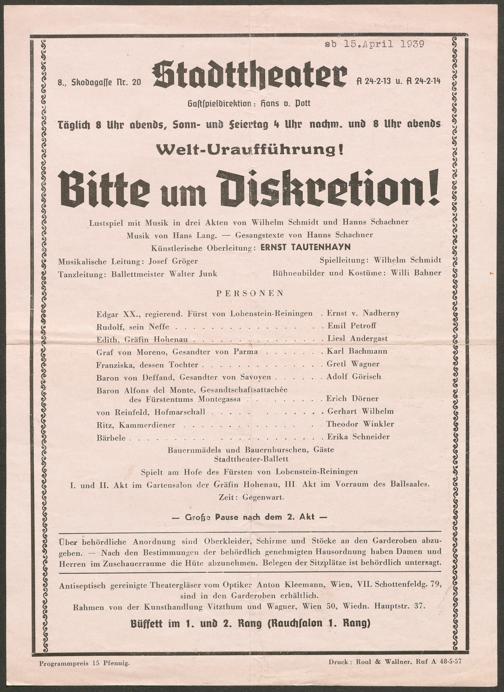 ab 15.April 1939
8., Skodagasse Nr. 20 Stadttheater A 24-2-13 u. A 24-2-14
Gastspieldirektion: Hans v. Pott
Täglich 8 Uhr abends, Sonn- und Feiertag 4 Uhr nachm. und 8 Uhr abends
Welt-Uraufführung!
Bitte um Diskretion!
Lustspiel mit Musik in drei Akten von Wilhelm Schmidt und Hanns Schachner
Musik von Hans Lang. — Gesangstexte von Hanns Schachner
Künstlerische Oberleitung: ERNST TAUTENHAYN
Musikalische Leitung: Josef Gröger Spielleitung: Wilhelm Schmidt
Tanzleitung: Ballettmeister Walter Junk Bühnenbilder und Kostüme: Willi Bahner
PERSONEN
Edgar XX., regierend. Fürst von Lobenstein-Reiningen . Ernst v. Nadherny
Rudolf, sein Neffe . . . . . . . . . . . . . . . . Emil Petroff
Edith, Gräfin Hohenau . . . . . . . . . . . . . . Liesl Andergast
Graf von Moreno, Gesandter von Parma . . . . . . . Karl Bachmann
Franziska, dessen Tochter . . . . . . . . . . . . . Gretl Wagner
Baron von Deffand, Gesandter von Savoyen . . . . . . Adolf Görisch
Baron Alfons del Monte, Gesandtschaftsattachée
des Fürstentums Montegassa . . . . . . . . . Erich Dörner
von Reinfeld, Hofmarschall . . . . . . . . . . . . Gerhart Wilhelm
Ritz, Kammerdiener . . . . . . . . . . . . . . . Theodor Winkler
Bärbele . . . . . . . . . . . . . . . . . . . . Erika Schneider
Bauernmädels und Bauernburschen, Gäste
Stadttheater-Ballett
Spielt am Hofe des Fürsten von Lobenstein-Reiningen
I. und II. Akt im Gartensalon der Gräfin Hohenau, III. Akt im Vorraum des Ballsaales.
Zeit: Gegenwart.
— Große Pause nach dem 2. Akt —
Über behördliche Anordnung sind Oberkleider, Schirme und Stöcke an den Garderoben abzu-
geben. — Nach den Bestimmungen der behördlich genehmigten Hausordnung haben Damen und
Herren im Zuschauerraume die Hüte abzunehmen. Belegen der Sitzplätze ist behördlich untersagt.
Antiseptisch gereinigte Theatergläser vom Optiker Anton Kleemann, Wien, VII. Schottenfeldg. 79,
sind in den Garderoben erhältlich.
Rahmen von der Kunsthandlung Vitzthum und Wagner, Wien 50, Wiedn. Hauptstr. 37.
Büffett im 1. und 2. Rang (Rauchsalon 1. Rang)
Programmpreis 15 Pfennig. Druck: Roul & Wallner, Ruf A 48-5-57